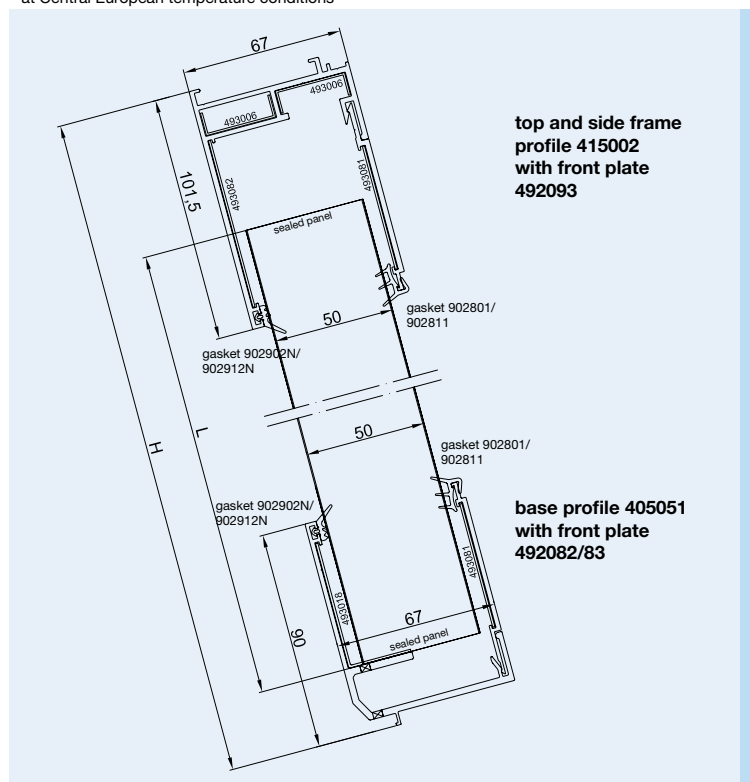 at Central European temperature conditions
67
493006
493006
top and side frame
profile 415002
with front plate
492093
101,5
493082
493081
sealed panel
50
gasket 902801/
902811
gasket 902902N/
902912N
H
L
50
gasket 902801/
902811
gasket 902902N/
902912N
base profile 405051
with front plate
492082/83
493081
90
493018
67
sealed panel